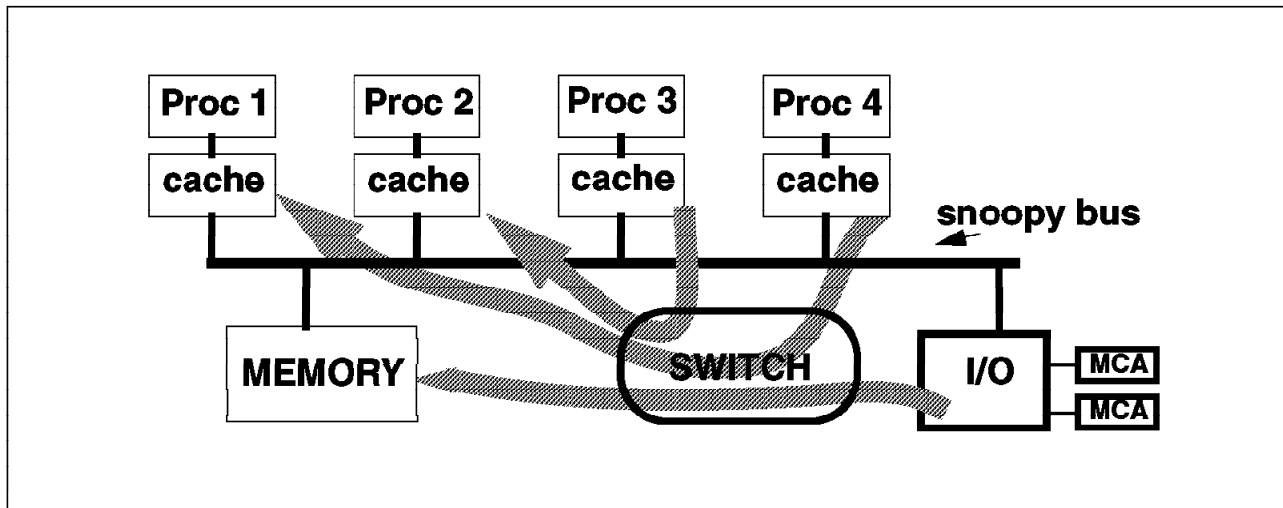 Proc 1 Proc 2 Proc 3 Proc 4
cache cache cache cache
snoopy bus
MEMORY SWITCH I/O MCA
MCA